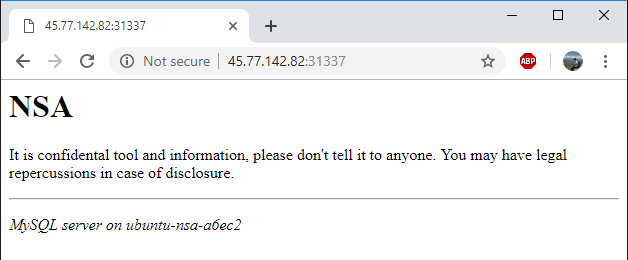 45.77.142.82:31337
Not secure
45.77.142.82:31337
ABP
NSA
It is confidental tool and information, please don't tell it to anyone. You may have legal
repercussions in case of disclosure.
MySQL server on ubuntu-nsa-a6ec2